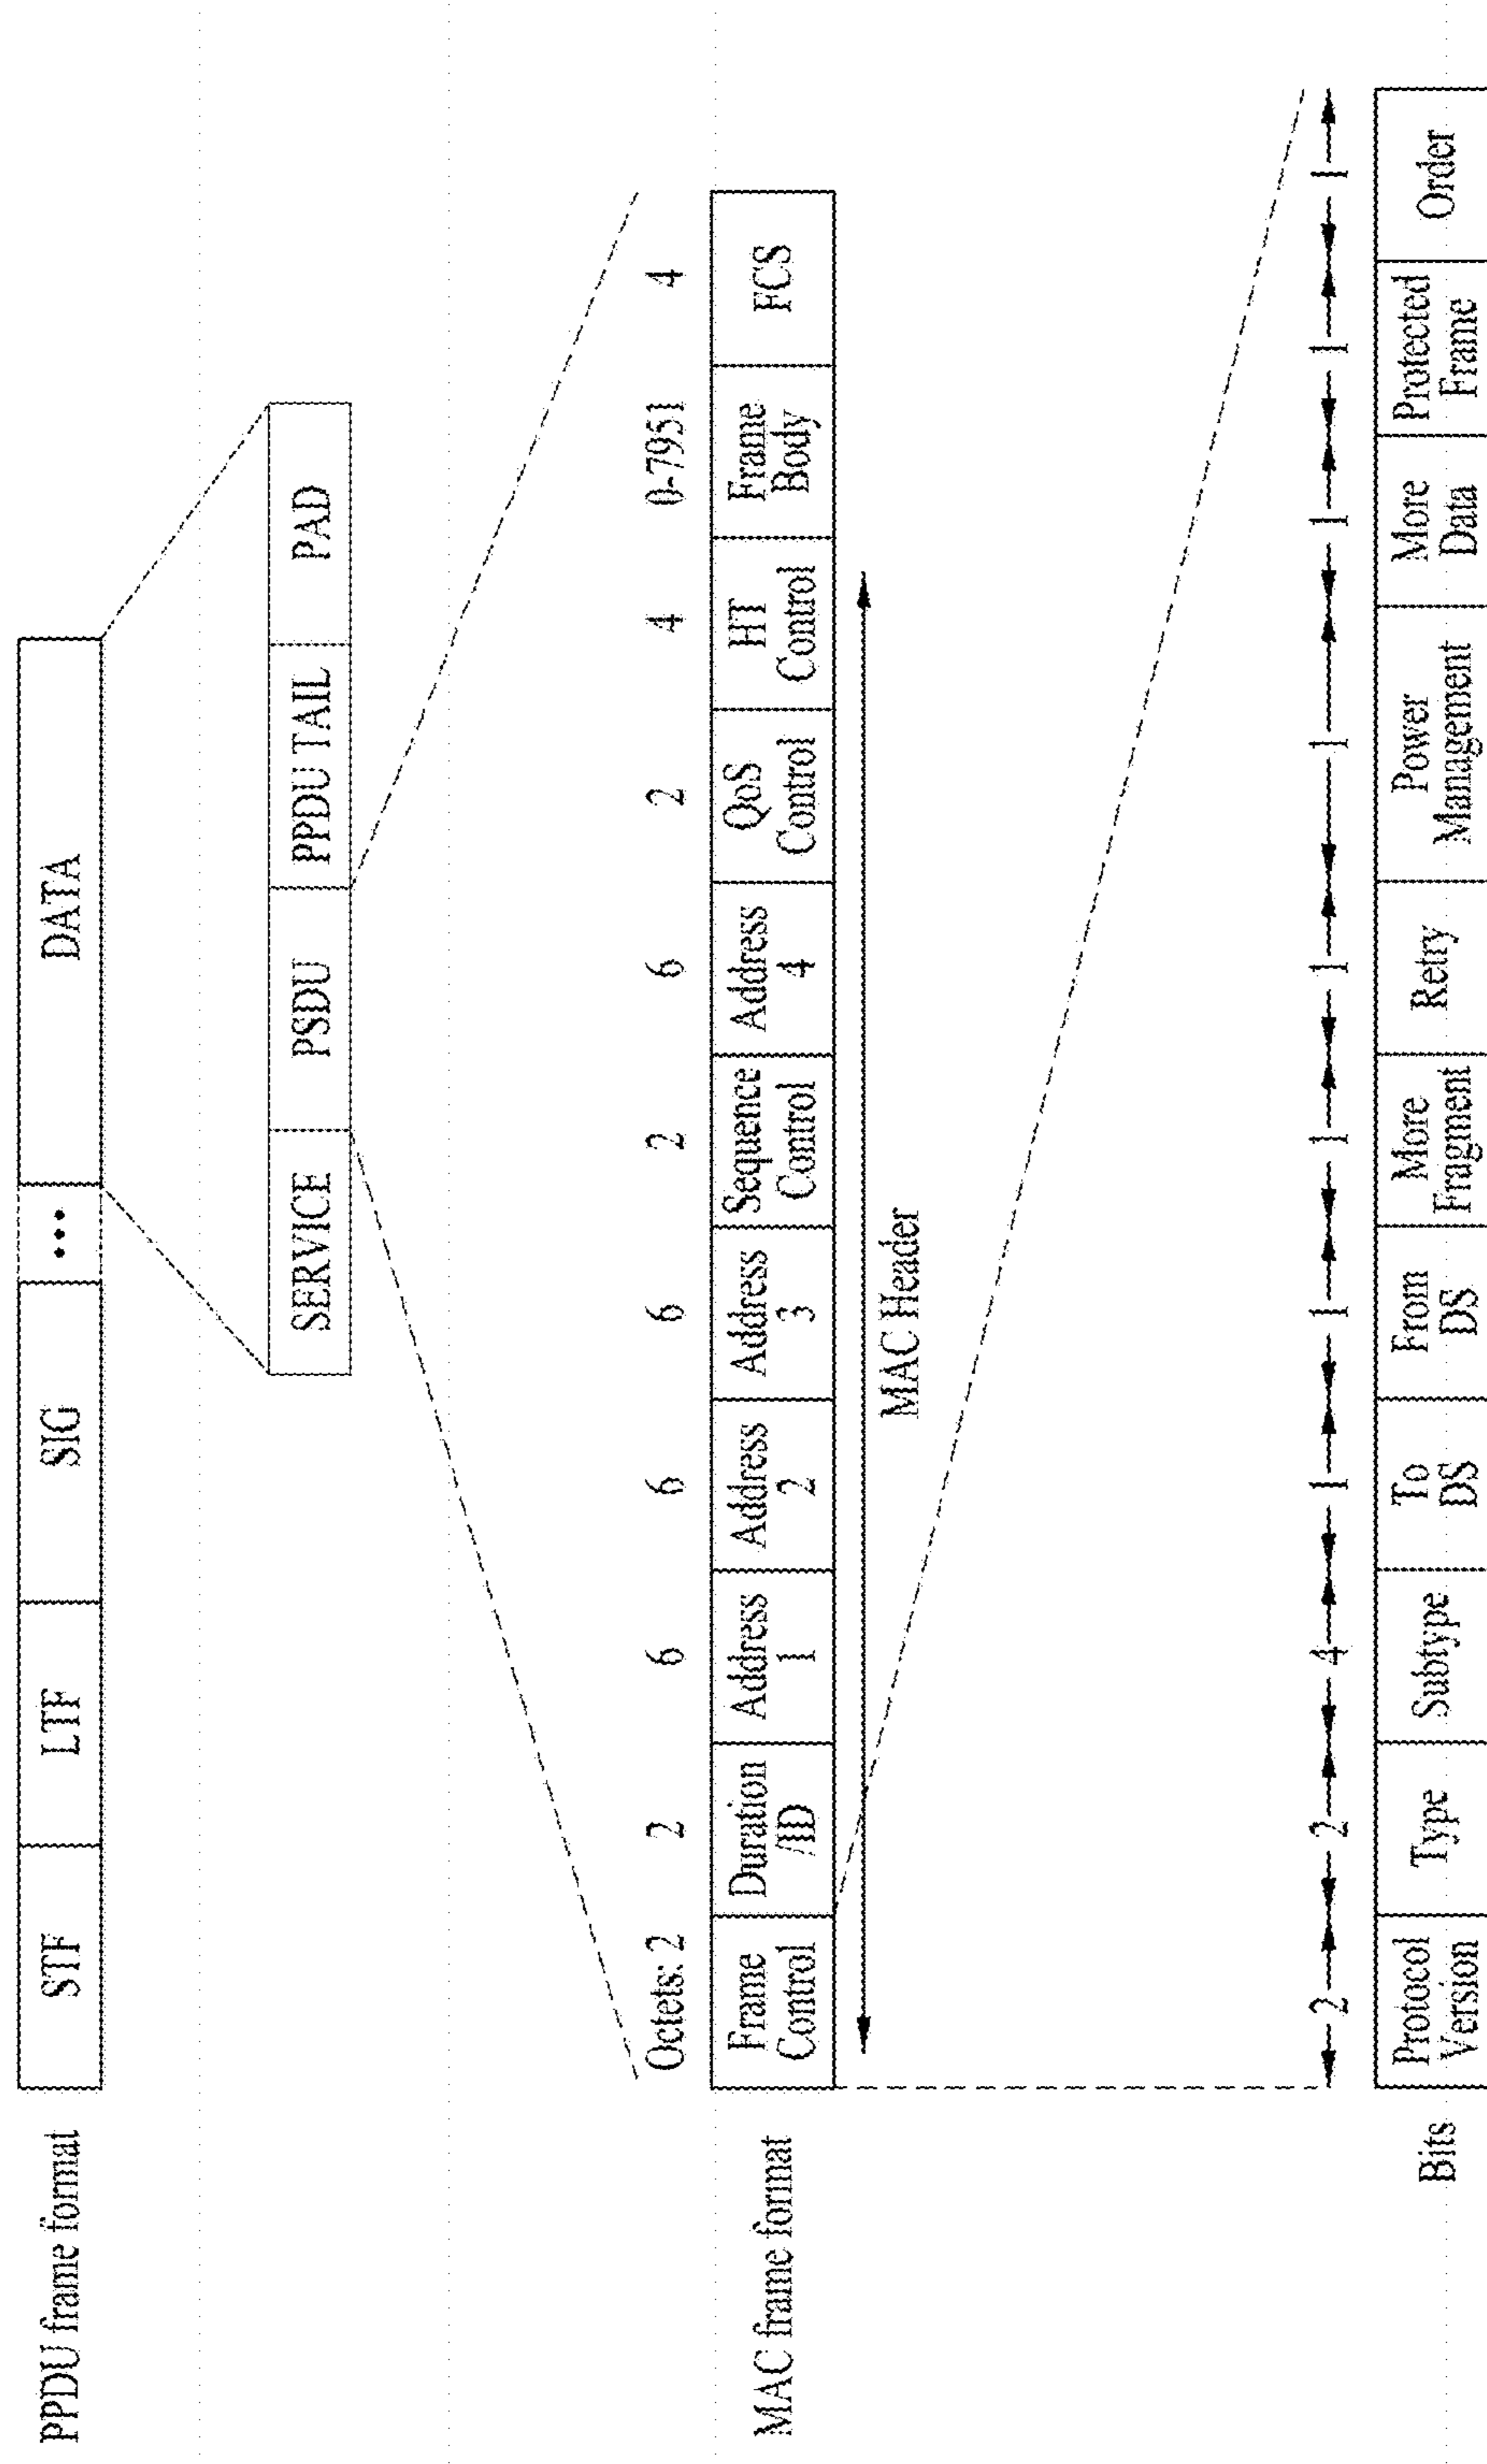 PPDU frame format
STF LTF SIG ••• DATA
SERVICE PSDU PPDU TAIL PAD
Octets: 2 2 6 6 6 2 6 2 4 0-7951 4
MAC frame format
Frame Control
Duration /ID
Address 1
Address 2
Address 3
Sequence Control
Address 4
QoS Control
HT Control
Frame Body
FCS
MAC Header
2 2 4 1 1 1 1 1 1 1 1
Bits
Protocol Version
Type
Subtype
To DS
From DS
More Fragment
Retry
Power Management
More Data
Protected Frame
Order